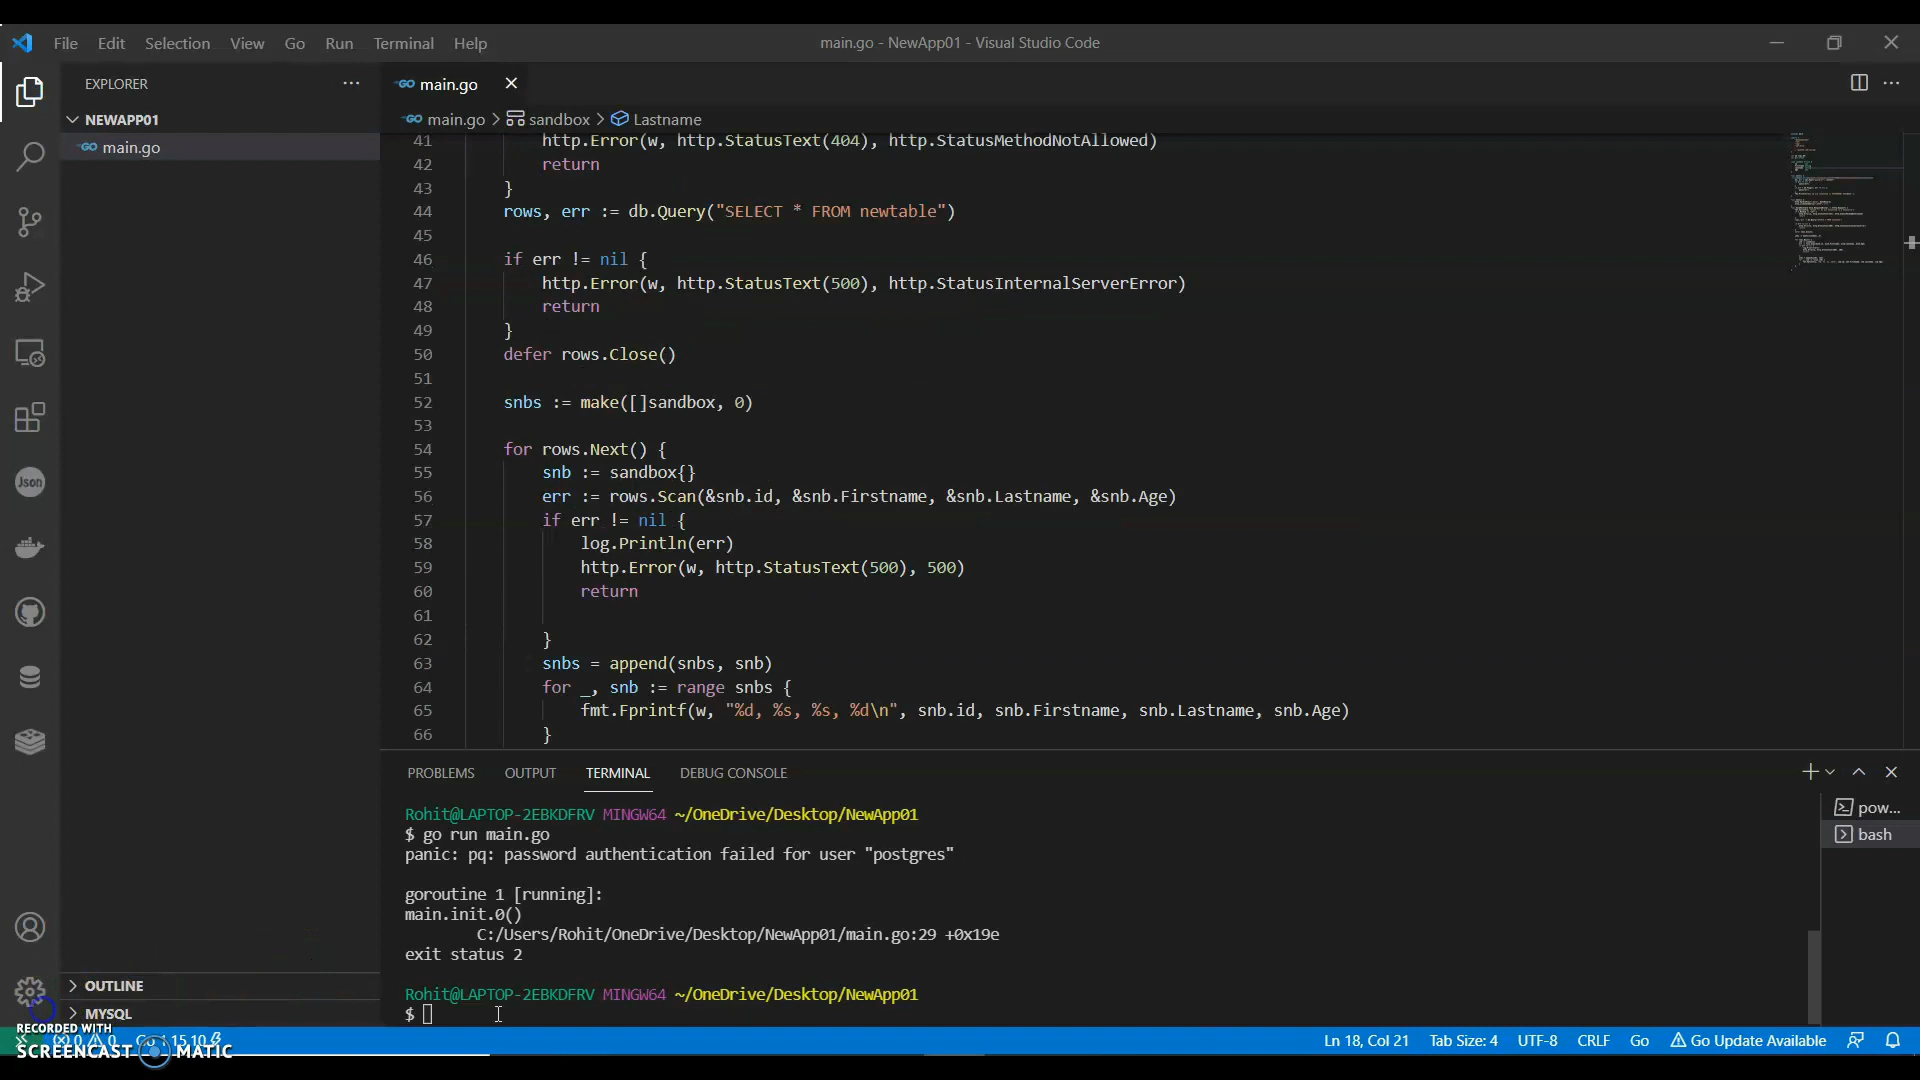 File Edit Selection View Go Run Terminal Help
main.go - NewApp01 - Visual Studio Code
EXPLORER
NEWAPP01
main.go
main.go
main.go > sandbox > Lastname
41 http.Error(w, http.StatusText(404), http.StatusMethodNotAllowed)
42 return
43 }
44 rows, err := db.Query("SELECT * FROM newtable")
45
46 if err != nil {
47 http.Error(w, http.StatusText(500), http.StatusInternalServerError)
48 return
49 }
50 defer rows.Close()
51
52 snbs := make([]sandbox, 0)
53
54 for rows.Next() {
55 snb := sandbox{}
56 err := rows.Scan(&snb.id, &snb.Firstname, &snb.Lastname, &snb.Age)
57 if err != nil {
58 log.Println(err)
59 http.Error(w, http.StatusText(500), 500)
60 return
61
62 }
63 snbs = append(snbs, snb)
64 for _, snb := range snbs {
65 fmt.Fprintf(w, "%d, %s, %s, %d\n", snb.id, snb.Firstname, snb.Lastname, snb.Age)
66 }
PROBLEMS OUTPUT TERMINAL DEBUG CONSOLE
Rohit@LAPTOP-2EBKDFRV MINGW64 ~/OneDrive/Desktop/NewApp01
$ go run main.go
panic: pq: password authentication failed for user "postgres"
goroutine 1 [running]:
main.init.0()
C:/Users/Rohit/OneDrive/Desktop/NewApp01/main.go:29 +0x19e
exit status 2
Rohit@LAPTOP-2EBKDFRV MINGW64 ~/OneDrive/Desktop/NewApp01
$
pow...
bash
Json
OUTLINE
MYSQL
RECORDED WITH
SCREENCAST MATIC
0 0 Go 1.15.10
Ln 18, Col 21 Tab Size: 4 UTF-8 CRLF Go Go Update Available